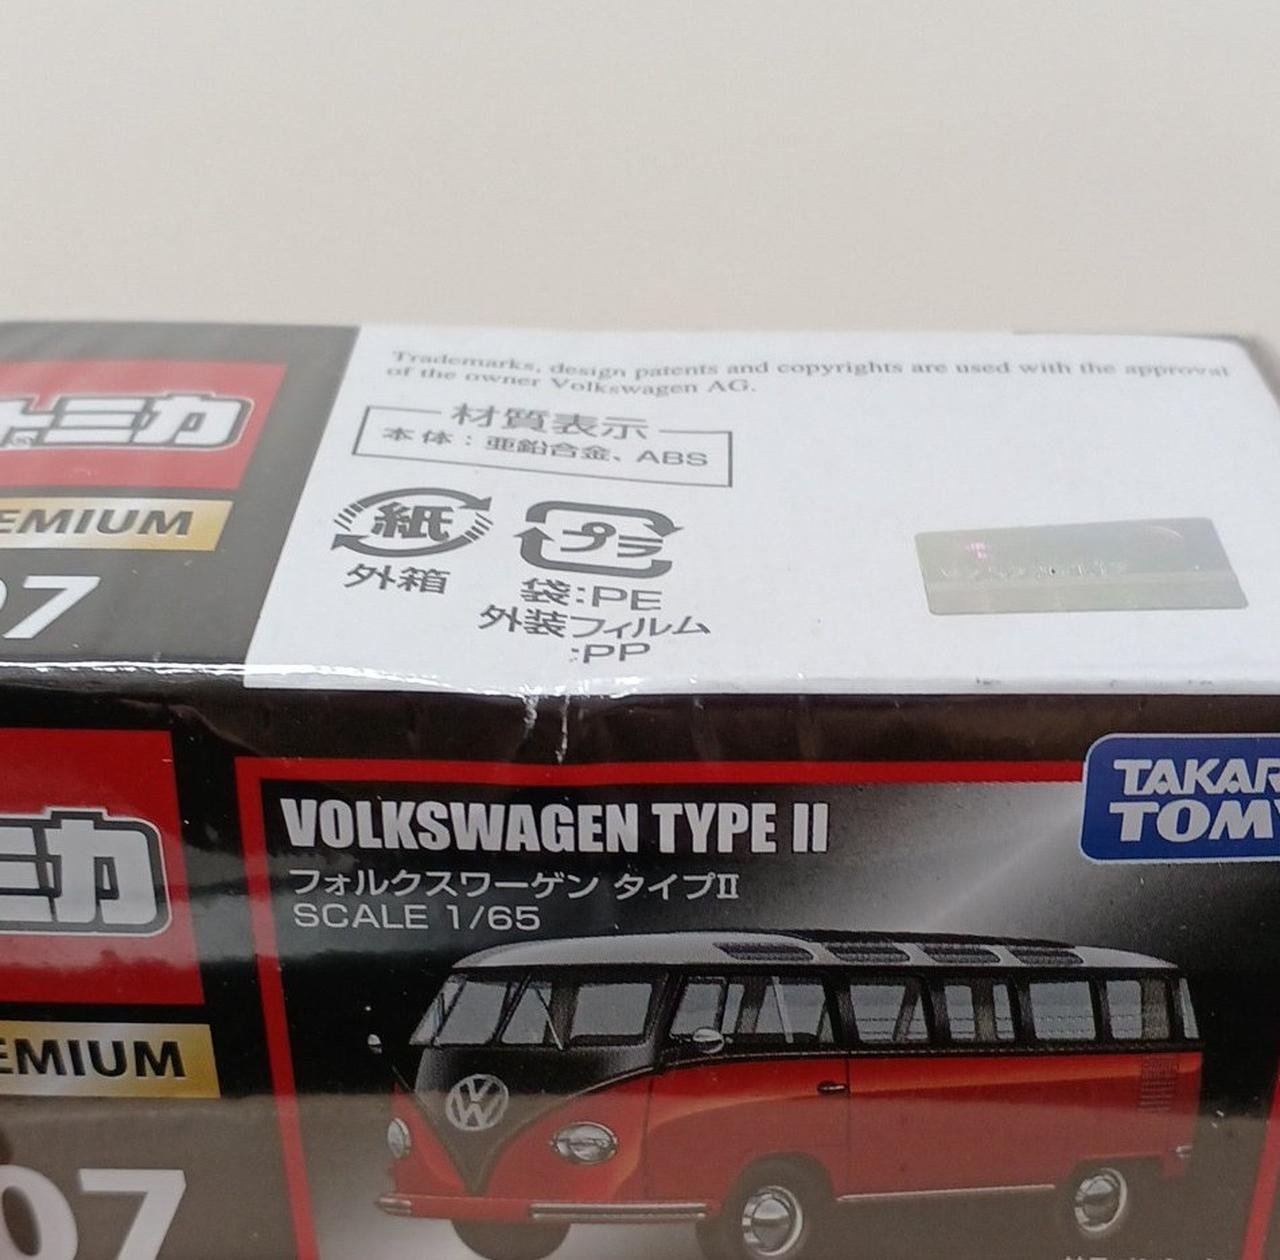 Trademarks, design patents and copyrights are used with the approval
of the owner Volkswagen AG.
材質表示
本体：亜鉛合金、ABS
紙
外箱
プラ
袋:PE
外装フィルム
:PP
トミカ
EMIUM
07
VOLKSWAGEN TYPE II
フォルクスワーゲン タイプII
SCALE 1/65
TAKAR
TOMY
ミカ
EMIUM
07
VW